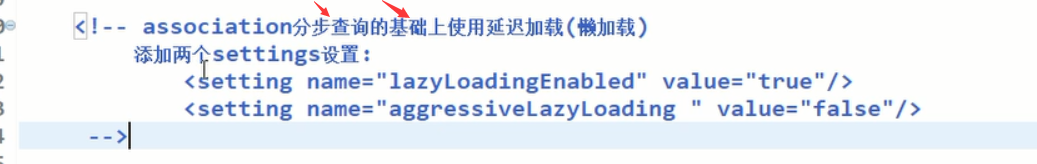 <!-- association分步查询的基础上使用延迟加载(懒加载)
添加两个settings设置:
<setting name="lazyLoadingEnabled" value="true"/>
<setting name="aggressiveLazyLoading " value="false"/>
-->